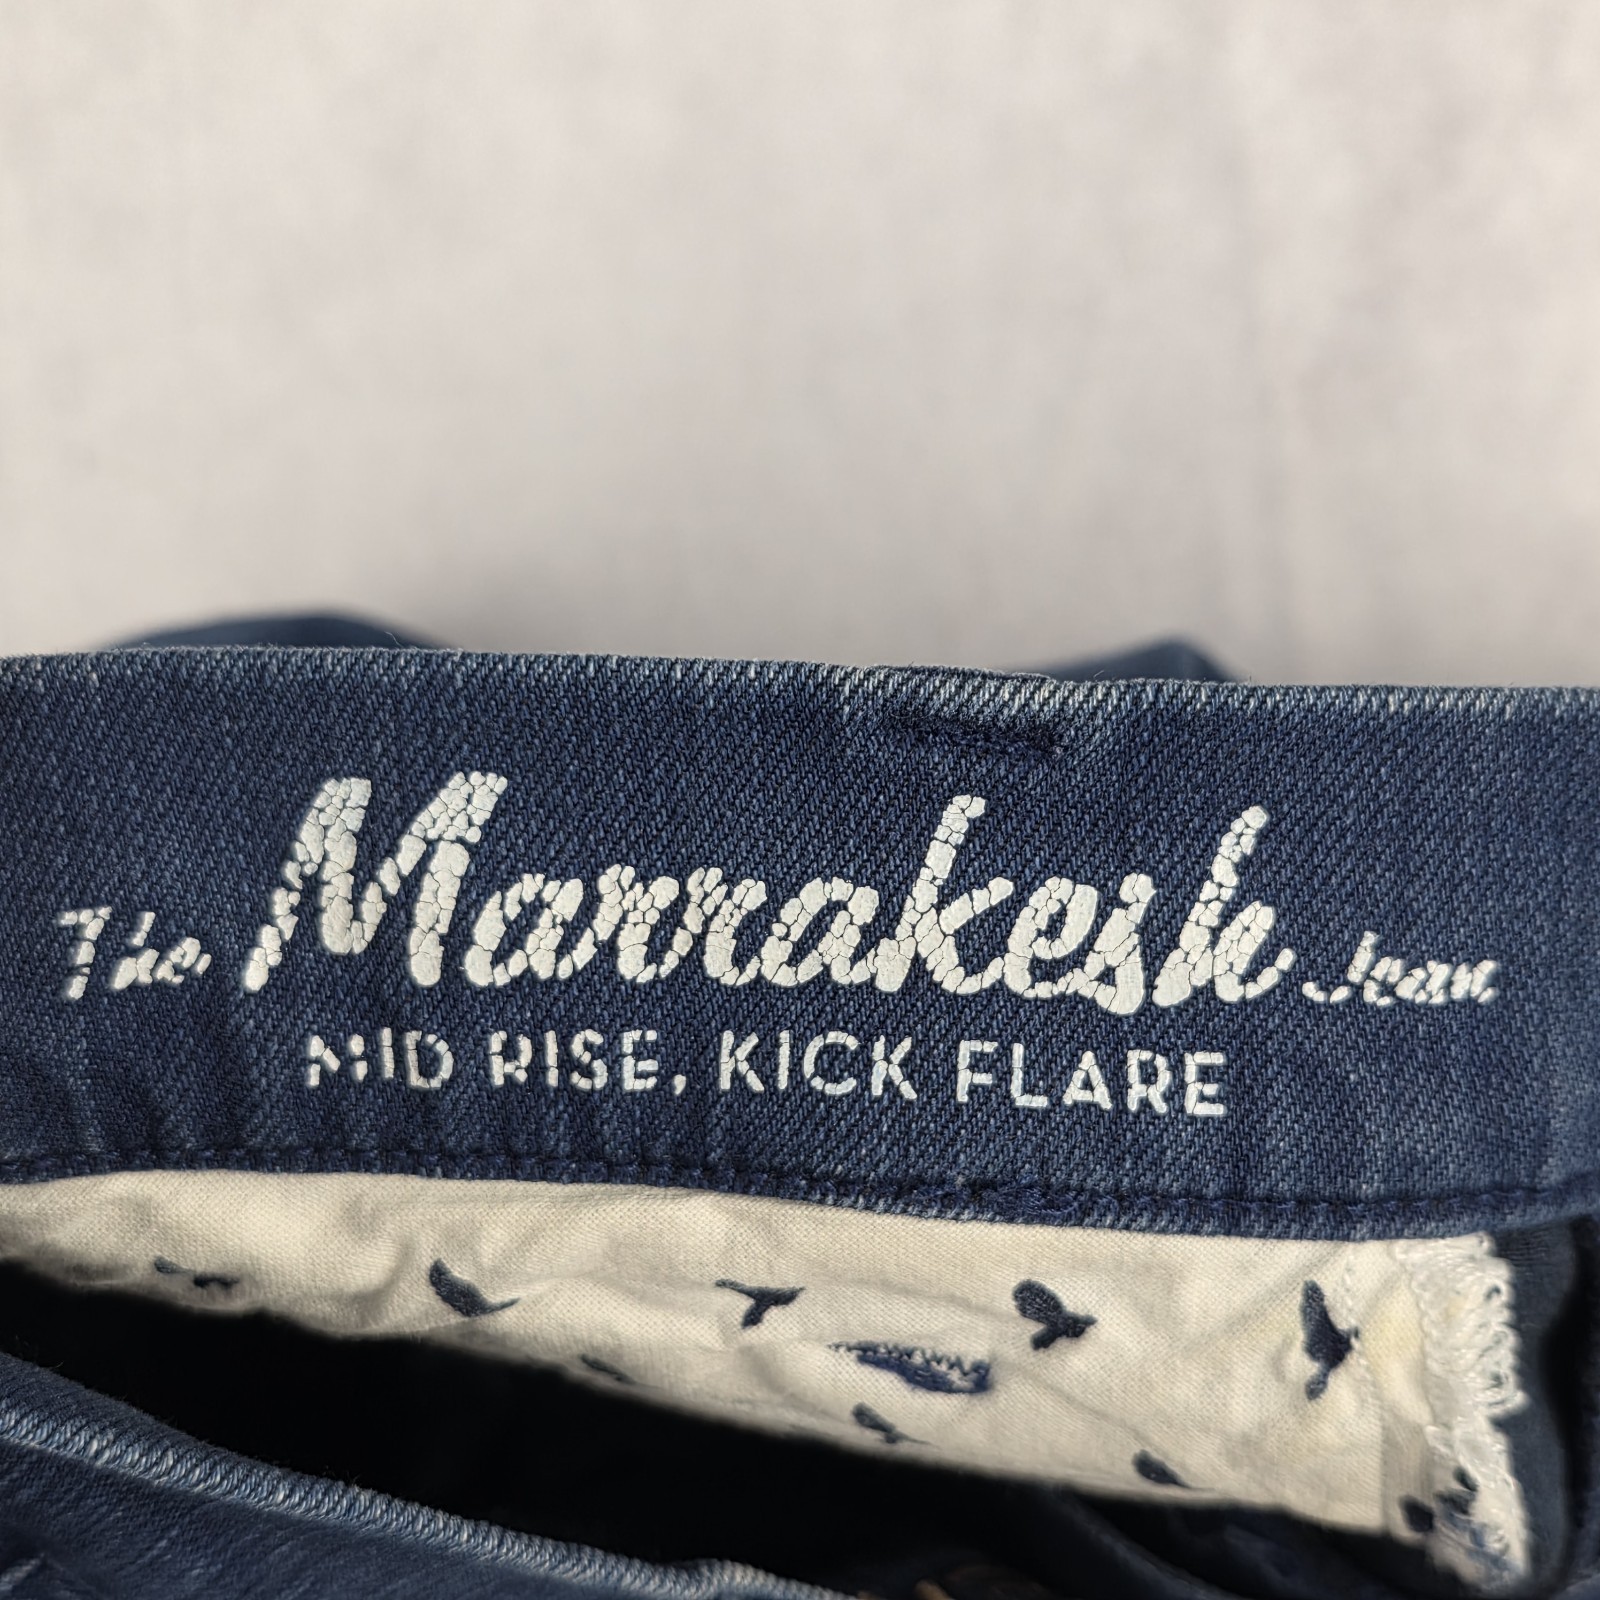 The Marrakesh Jean
MID RISE, KICK FLARE